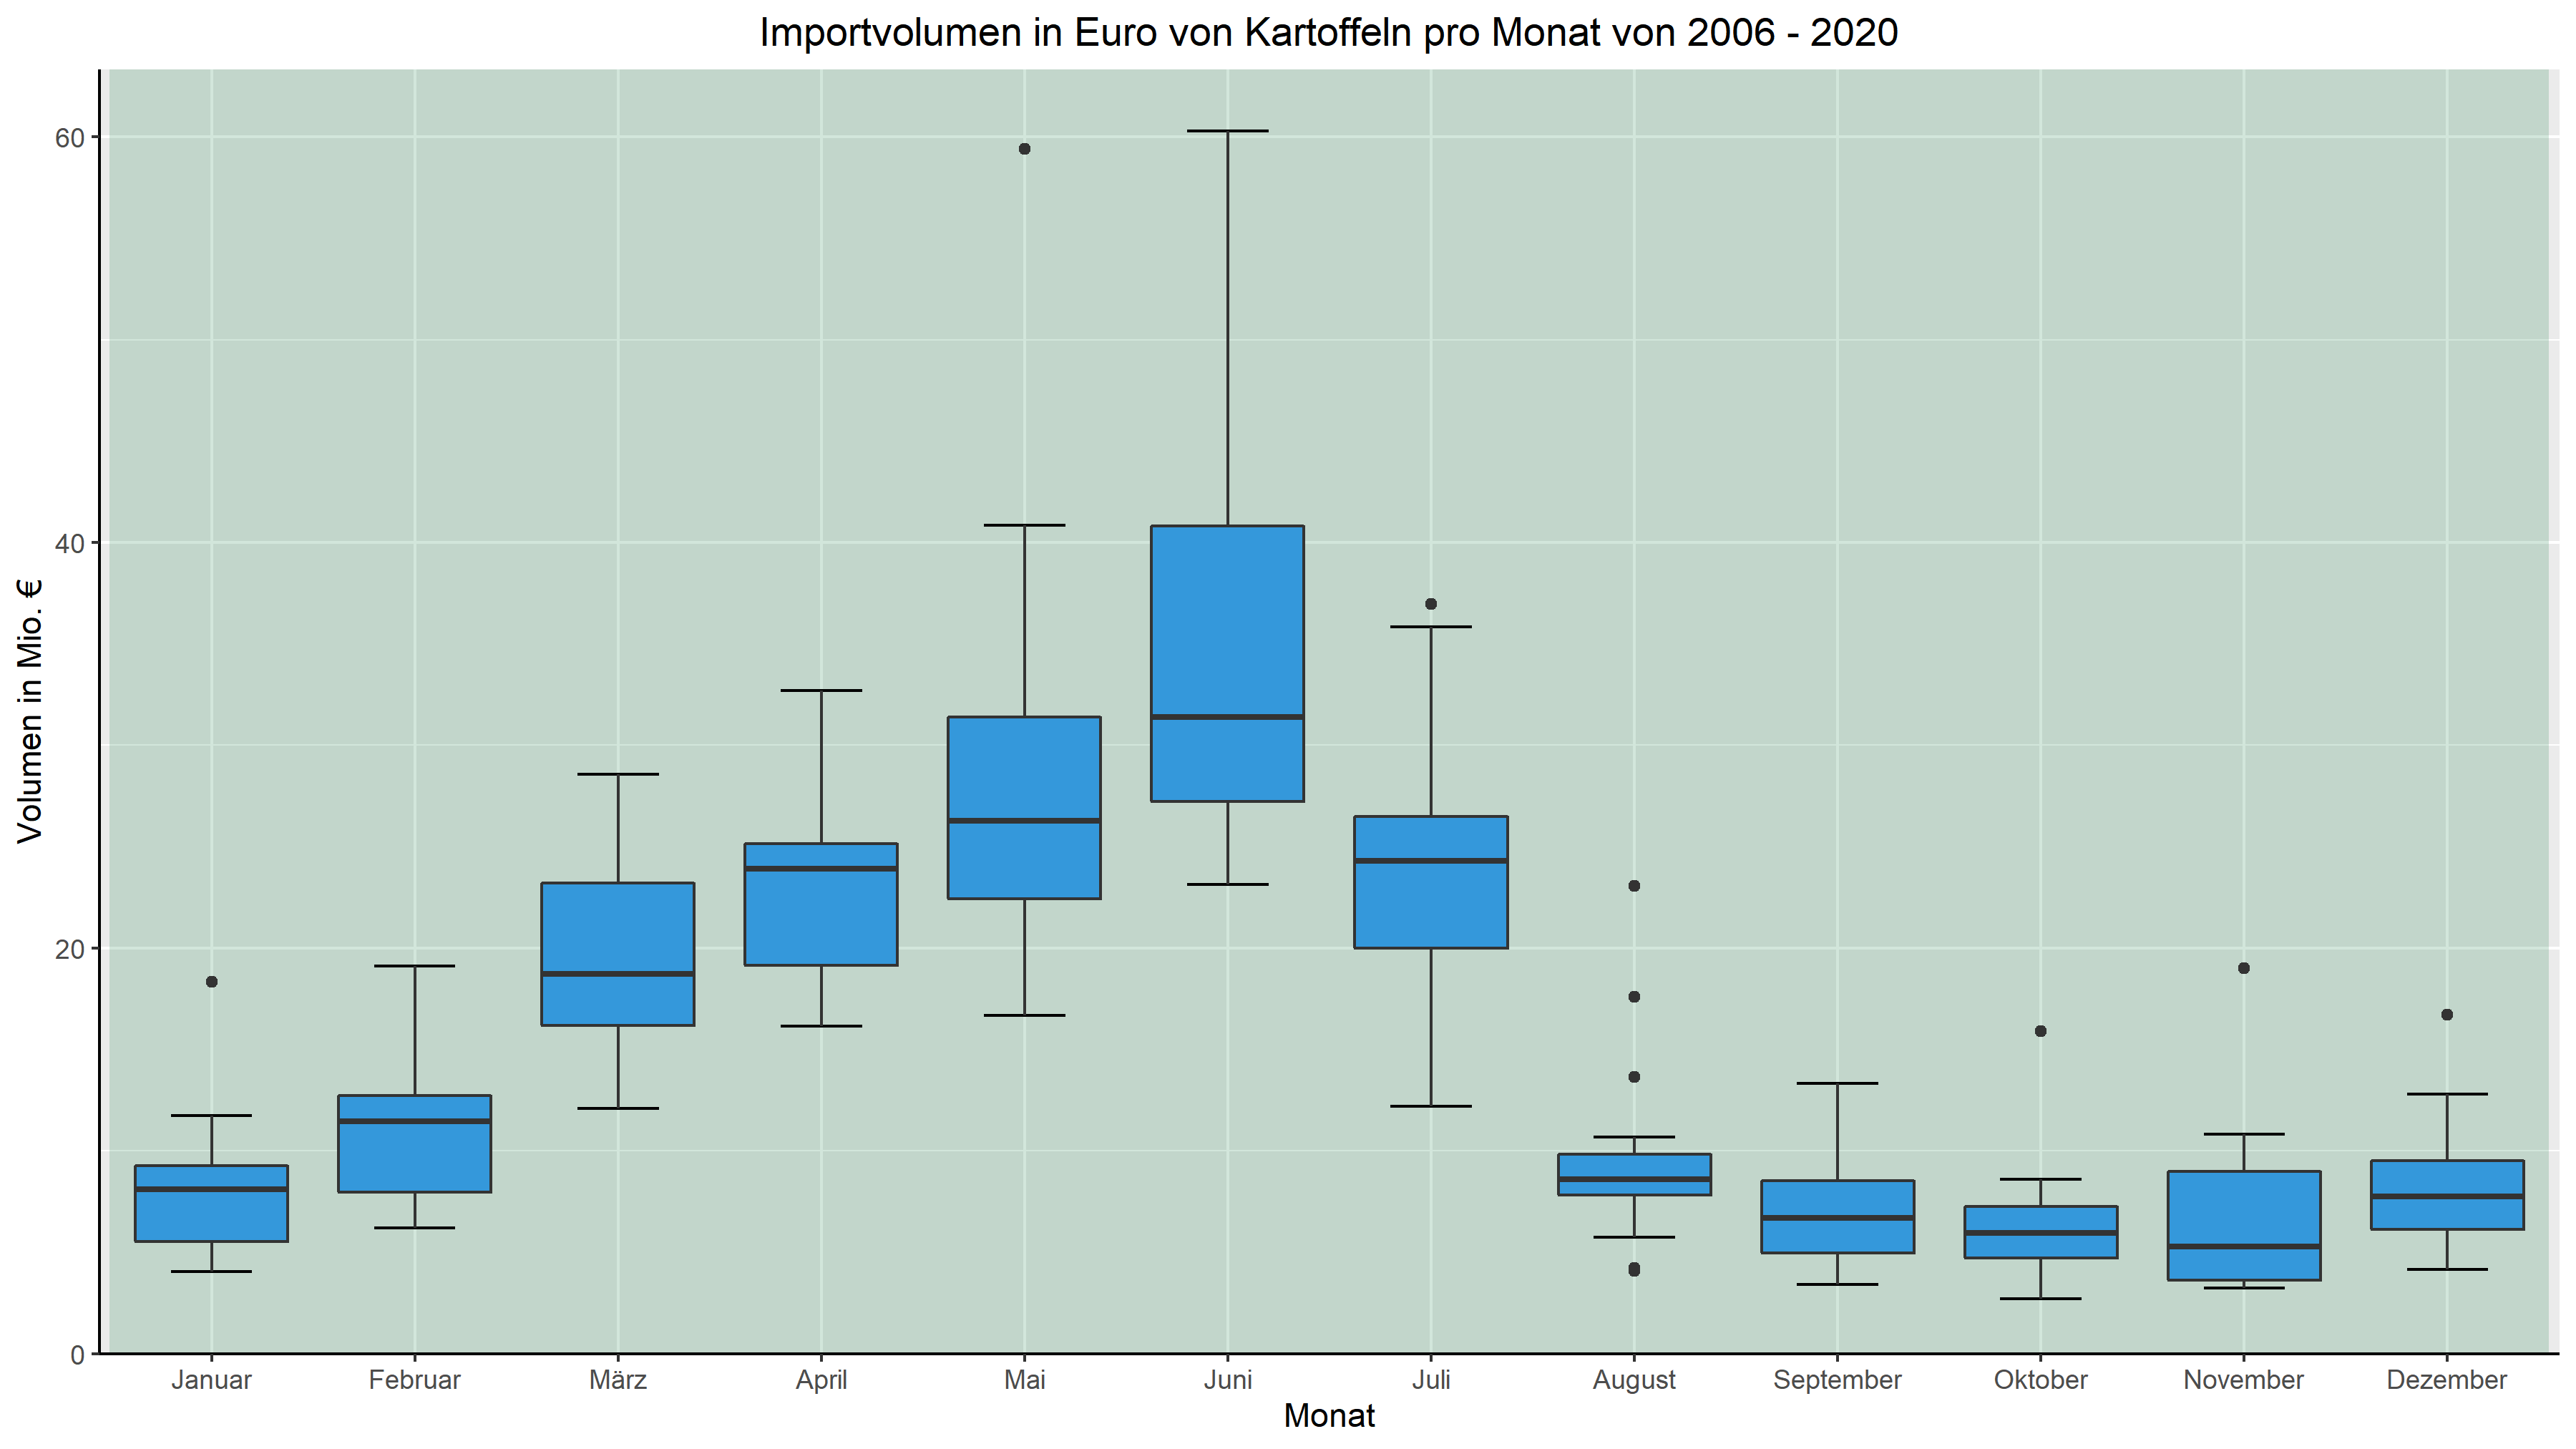 Importvolumen in Euro von Kartoffeln pro Monat von 2006 - 2020
Volumen in Mio. €
60
40
20
0
Januar Februar März April Mai Juni Juli August September Oktober November Dezember
Monat